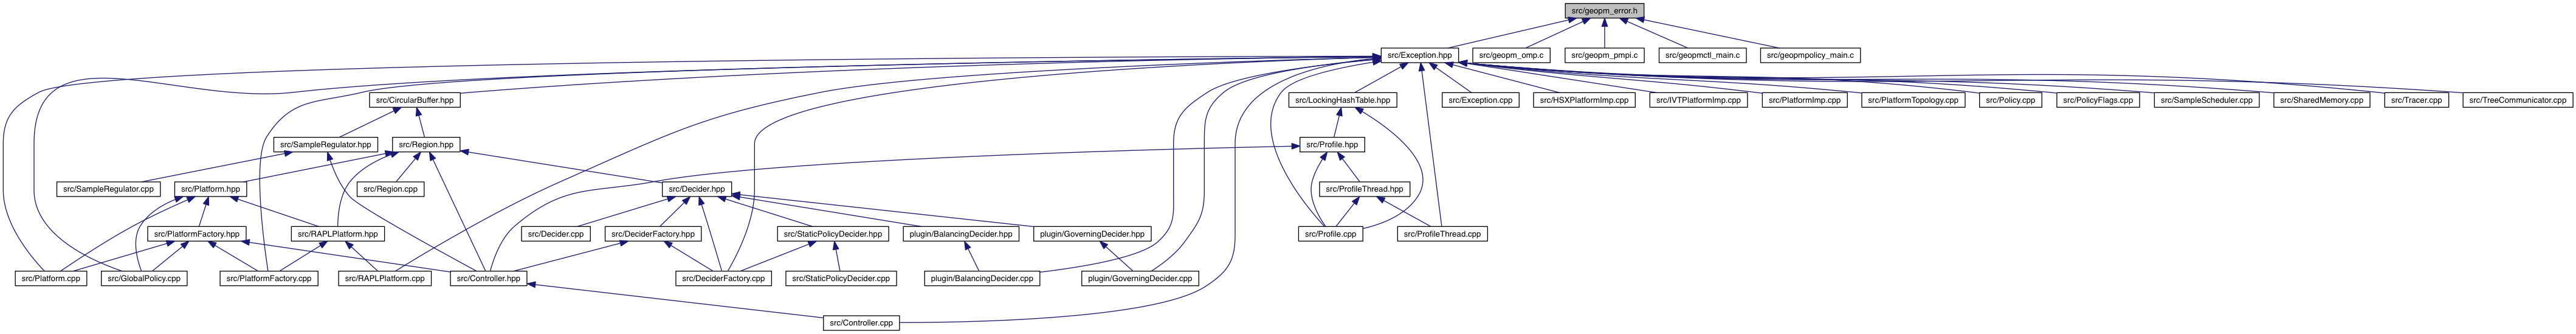 src/geopm_error.h
src/Exception.hpp
src/geopm_omp.c
src/geopm_pmpi.c
src/geopmctl_main.c
src/geopmpolicy_main.c
src/CircularBuffer.hpp
src/LockingHashTable.hpp
src/Exception.cpp
src/HSXPlatformImp.cpp
src/IVTPlatformImp.cpp
src/PlatformImp.cpp
src/PlatformTopology.cpp
src/Policy.cpp
src/PolicyFlags.cpp
src/SampleScheduler.cpp
src/SharedMemory.cpp
src/Tracer.cpp
src/TreeCommunicator.cpp
src/SampleRegulator.hpp
src/Region.hpp
src/Profile.hpp
src/SampleRegulator.cpp
src/Platform.hpp
src/Region.cpp
src/Decider.hpp
src/ProfileThread.hpp
src/PlatformFactory.hpp
src/RAPLPlatform.hpp
src/Decider.cpp
src/DeciderFactory.hpp
src/StaticPolicyDecider.hpp
plugin/BalancingDecider.hpp
plugin/GoverningDecider.hpp
src/Profile.cpp
src/ProfileThread.cpp
src/Platform.cpp
src/GlobalPolicy.cpp
src/PlatformFactory.cpp
src/RAPLPlatform.cpp
src/Controller.hpp
src/DeciderFactory.cpp
src/StaticPolicyDecider.cpp
plugin/BalancingDecider.cpp
plugin/GoverningDecider.cpp
src/Controller.cpp